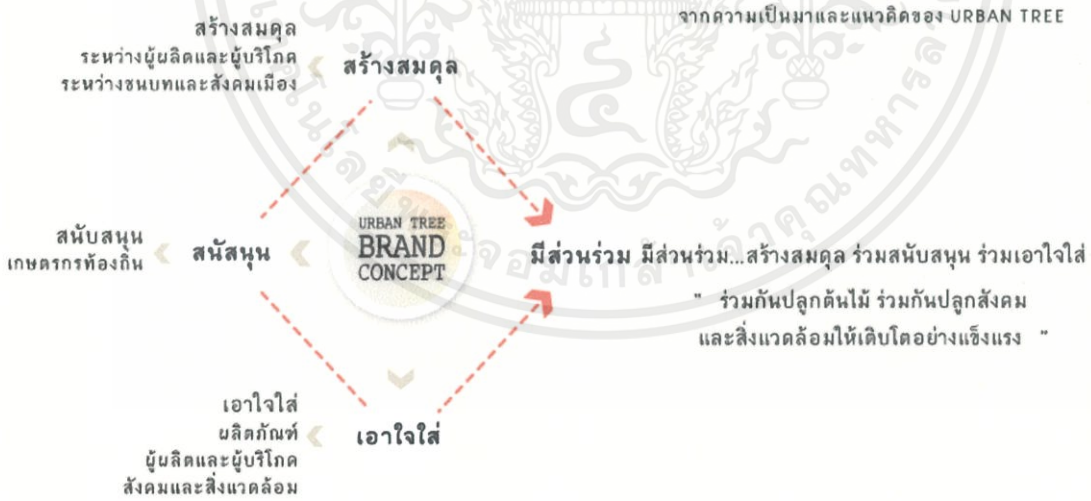 จากความเป็นมาและแนวคิดของ URBAN TREE
สร้างสมดุล
ระหว่างผู้ผลิตและผู้บริโภค
ระหว่างชนบทและสังคมเมือง
สร้างสมดุล
สนับสนุน
เกษตรกรท้องถิ่น
สนัสนุน
URBAN TREE
BRAND
CONCEPT
มีส่วนร่วม มีส่วนร่วม...สร้างสมดุล ร่วมสนับสนุน ร่วมเอาใจใส่
" ร่วมกันปลูกต้นไม้ ร่วมกันปลูกสังคม
และสิ่งแวดล้อมให้เติบโตอย่างแข็งแรง "
เอาใจใส่
ผลิตภัณฑ์
ผู้ผลิตและผู้บริโภค
สังคมและสิ่งแวดล้อม
เอาใจใส่